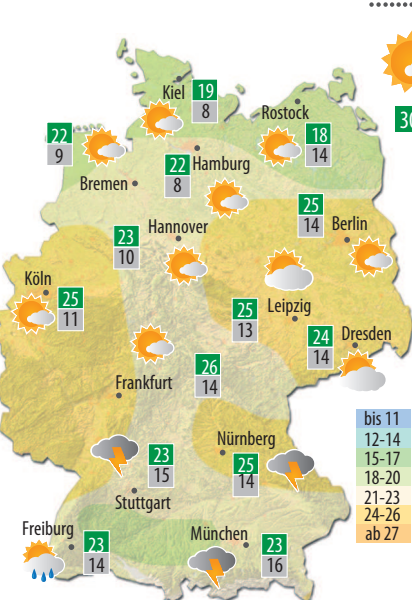 Kiel 19
8
Rostock
18
14
22
9
22 Hamburg
8
Bremen
25
14
Berlin
Hannover
23
10
Köln
25
11
25
13
Leipzig
24
14
Dresden
26
14
Frankfurt
Nürnberg
25
14
23
15
Stuttgart
Freiburg
23
14
München
23
16
bis 11
12-14
15-17
18-20
21-23
24-26
ab 27